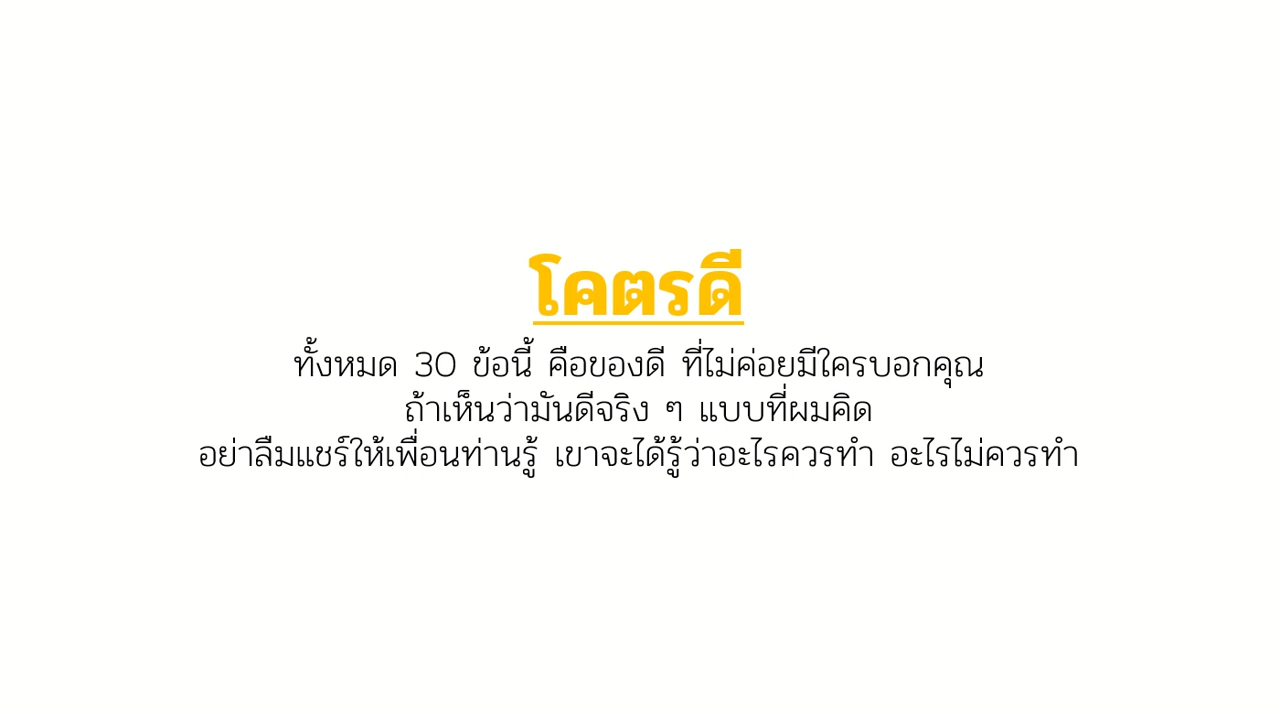 โคตรดี
ทั้งหมด 30 ข้อนี้ คือของดี ที่ไม่ค่อยมีใครบอกคุณ
ถ้าเห็นว่ามันดีจริง ๆ แบบที่ผมคิด
อย่าลืมแชร์ให้เพื่อนท่านรู้ เขาจะได้รู้ว่าอะไรควรทำ อะไรไม่ควรทำ